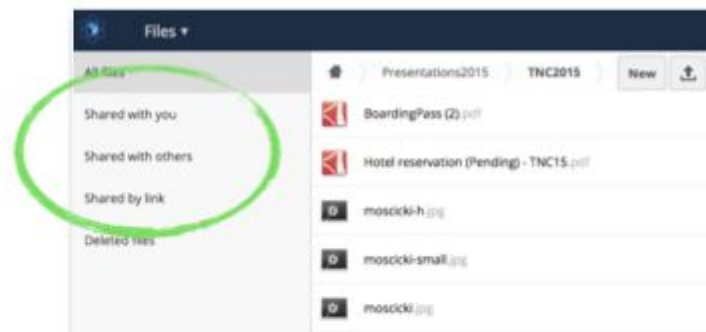 Files ▾
All files
Shared with you
Shared with others
Shared by link
Deleted files
Presentations2015 TNC2015 New
BoardingPass (2).pdf
Hotel reservation (Pending) - TNC15.pdf
moscicki-h.jpg
moscicki-small.jpg
moscicki.jpg